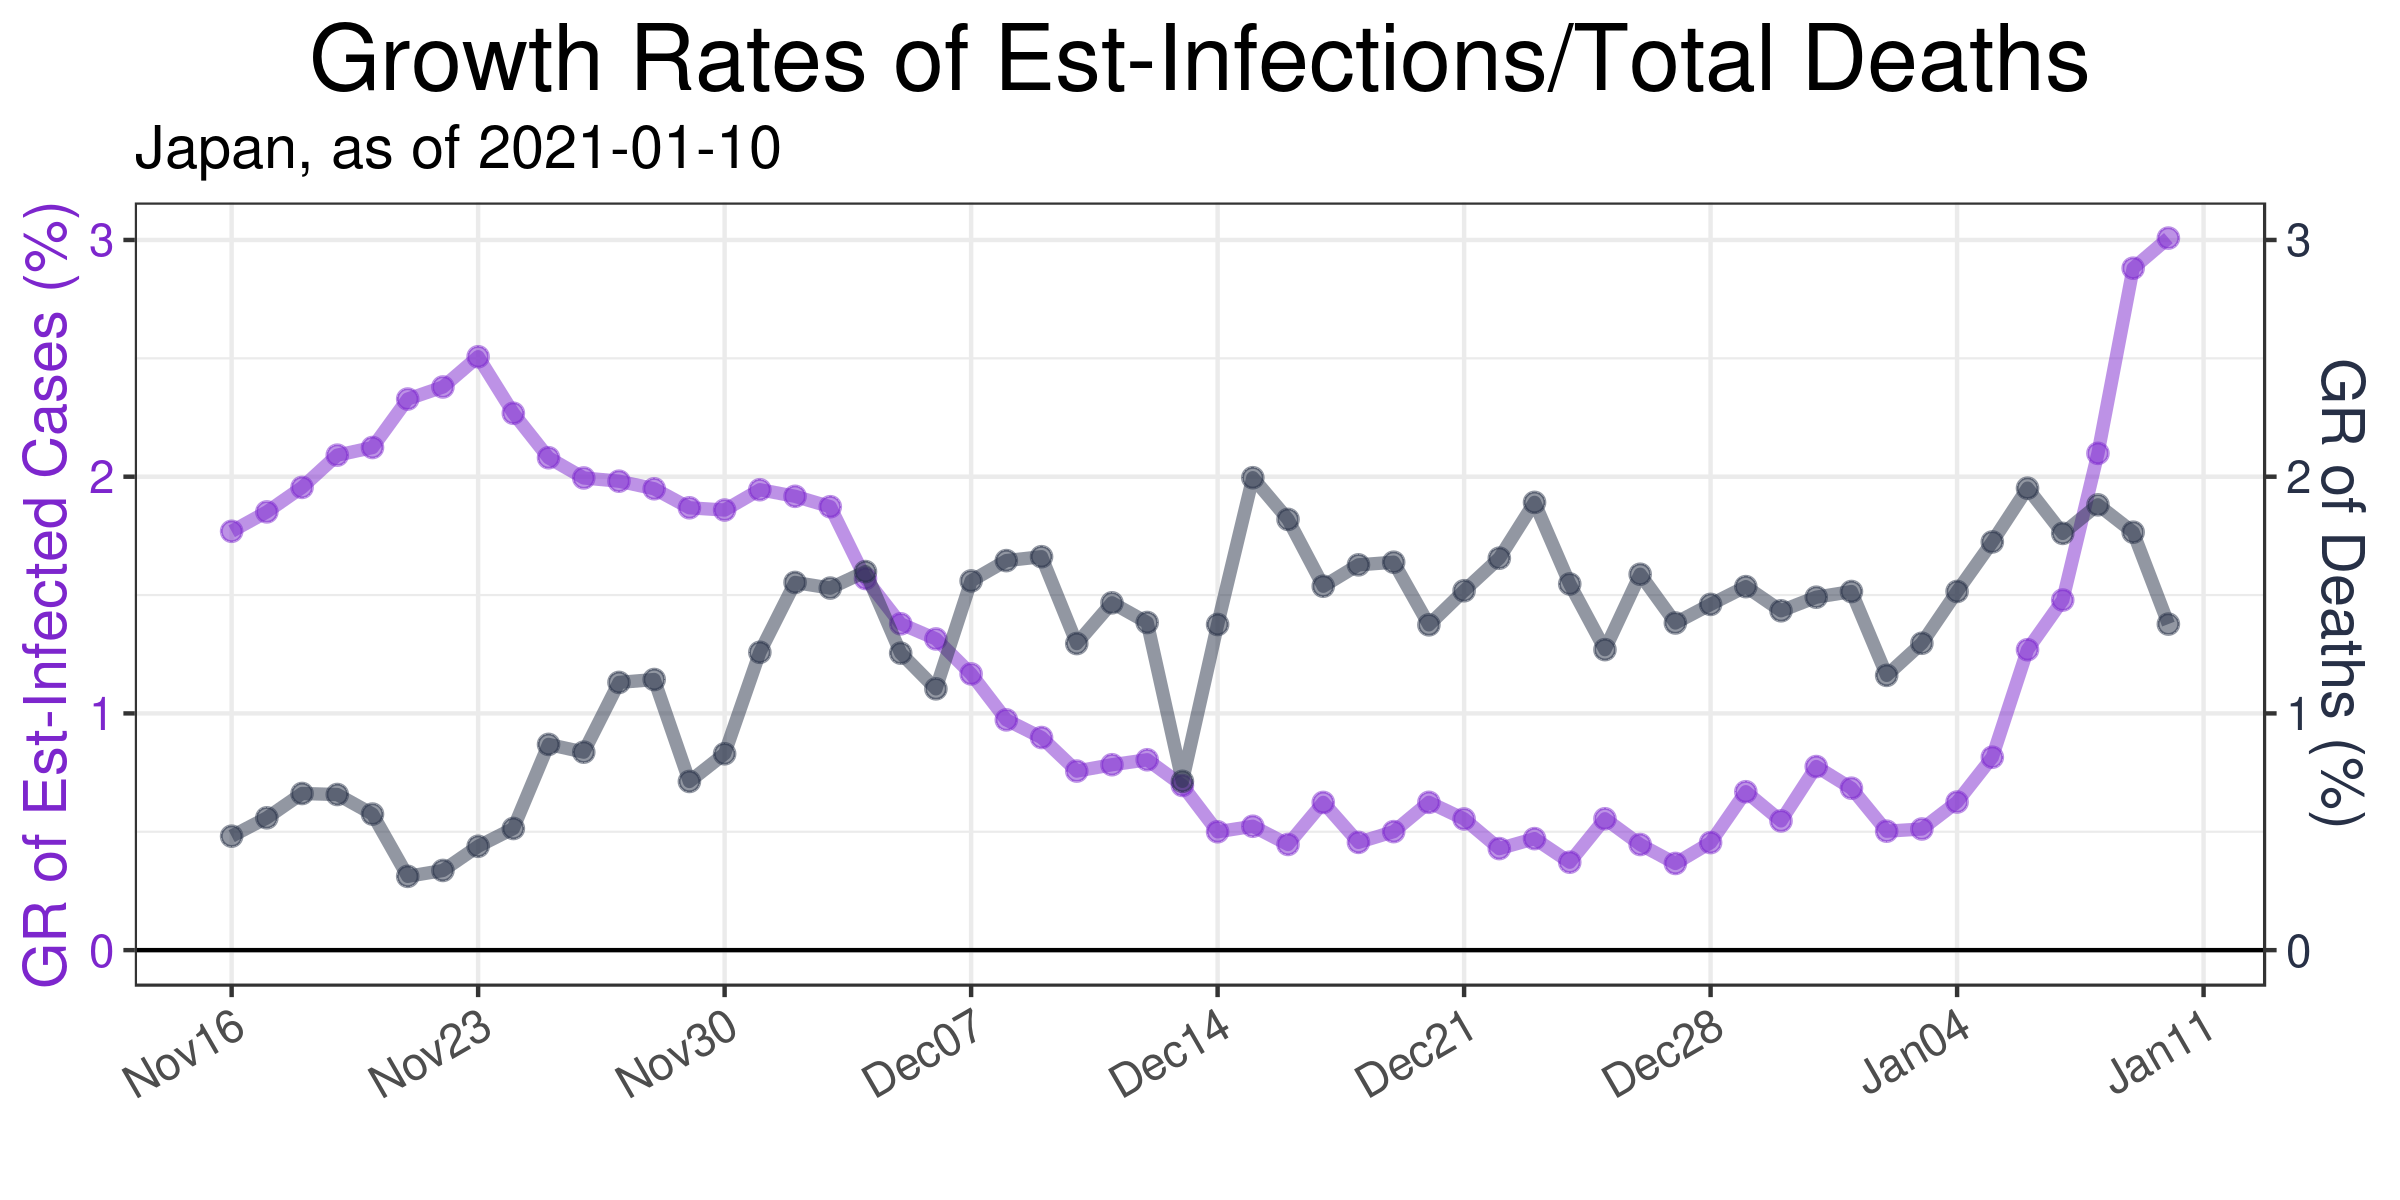 Growth Rates of Est-Infections/Total Deaths
Japan, as of 2021-01-10
GR of Est-Infected Cases (%)
3
2
1
0
3
2
1
0
GR of Deaths (%)
Nov16
Nov23
Nov30
Dec07
Dec14
Dec21
Dec28
Jan04
Jan11